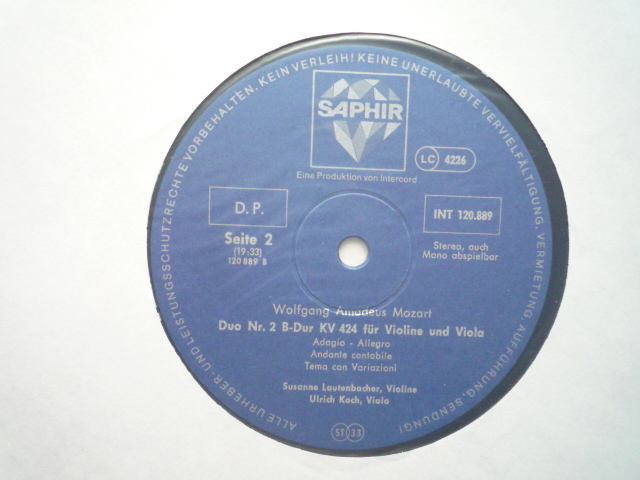 ALLE URHEBER- UND LEISTUNGSSCHUTZRECHTE VORBEHALTEN. KEIN VERLEIH! KEINE UNERLAUBTE VERVIELFÄLTIGUNG, VERMIETUNG, AUFFÜHRUNG, SENDUNG!
SAPHIR
LC 4226
Eine Produktion von Intercord
D.P.
INT 120.889
Seite 2
(19:33)
120 889 B
Stereo, auch
Mono abspielbar
Wolfgang Amadeus Mozart
Duo Nr. 2 B-Dur KV 424 für Violine und Viola
Adagio - Allegro
Andante cantabile
Tema con Variazioni
Susanne Lautenbacher, Violine
Ulrich Koch, Viola
ST 33